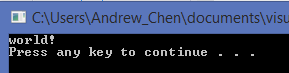 C:\Users\Andrew_Chen\documents\visu
world!
Press any key to continue . . .